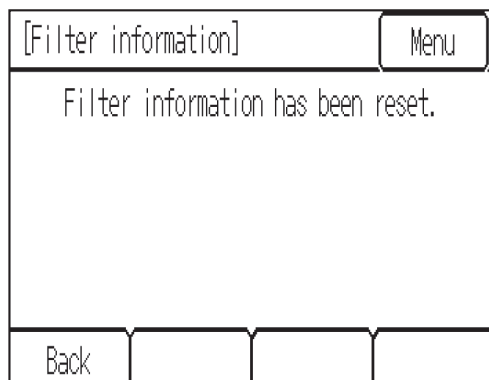 [Filter information]
Menu
Filter information has been reset.
Back